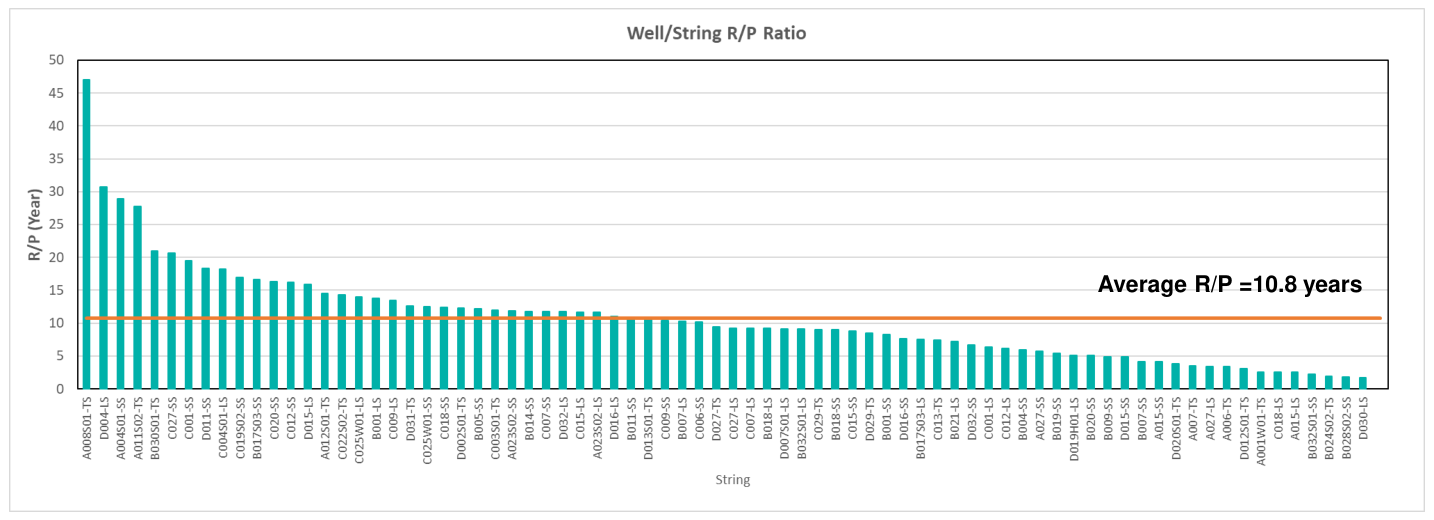 Well/String R/P Ratio
50
45
40
35
30
25
20
15
10
5
0
R/P (Year)
Average R/P =10.8 years
A008S01-TS
D004-LS
A004S01-SS
A011S02-TS
B030S01-TS
C027-SS
C001-SS
D011-SS
C004S01-LS
C019S02-SS
B017S03-SS
C020-SS
C012-SS
D015-LS
A012S01-TS
C022S02-TS
C025W01-LS
B001-LS
C009-LS
D031-TS
C025W01-SS
C018-SS
D002S01-TS
B005-SS
C003S01-TS
A023S02-SS
B014-SS
C007-SS
D032-LS
C015-LS
A023S02-LS
D016-LS
B011-SS
D013S01-TS
C009-SS
B007-LS
C006-SS
D027-TS
C027-LS
C007-LS
B018-LS
D007S01-LS
B032S01-LS
C029-TS
B018-SS
C015-SS
D029-TS
B001-SS
D016-SS
B017S03-LS
C013-TS
B021-LS
D032-SS
C001-LS
C012-LS
B004-SS
A027-SS
B019-SS
D019H01-LS
B020-SS
B009-SS
D015-SS
B007-SS
A015-SS
D020S01-TS
A007-TS
A027-LS
A006-TS
D012S01-TS
A001W01-TS
C018-LS
A015-LS
B032S01-SS
B024S02-TS
B028S02-SS
D030-LS
String